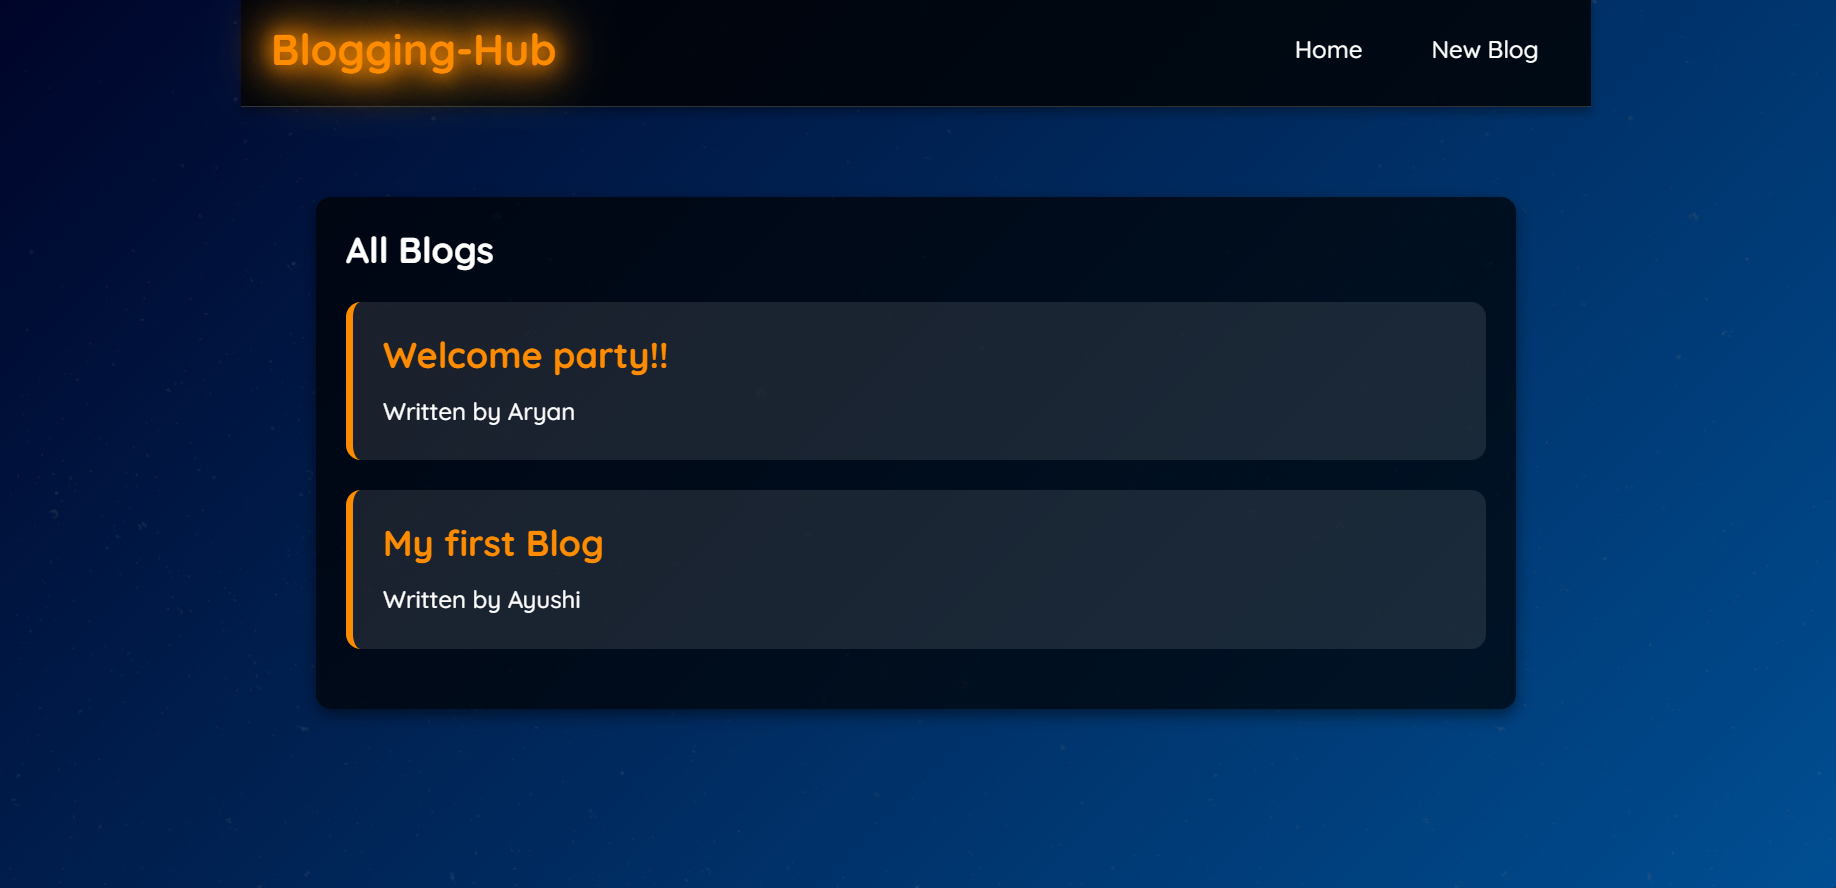 Blogging-Hub
Home
New Blog
All Blogs
Welcome party!!
Written by Aryan
My first Blog
Written by Ayushi